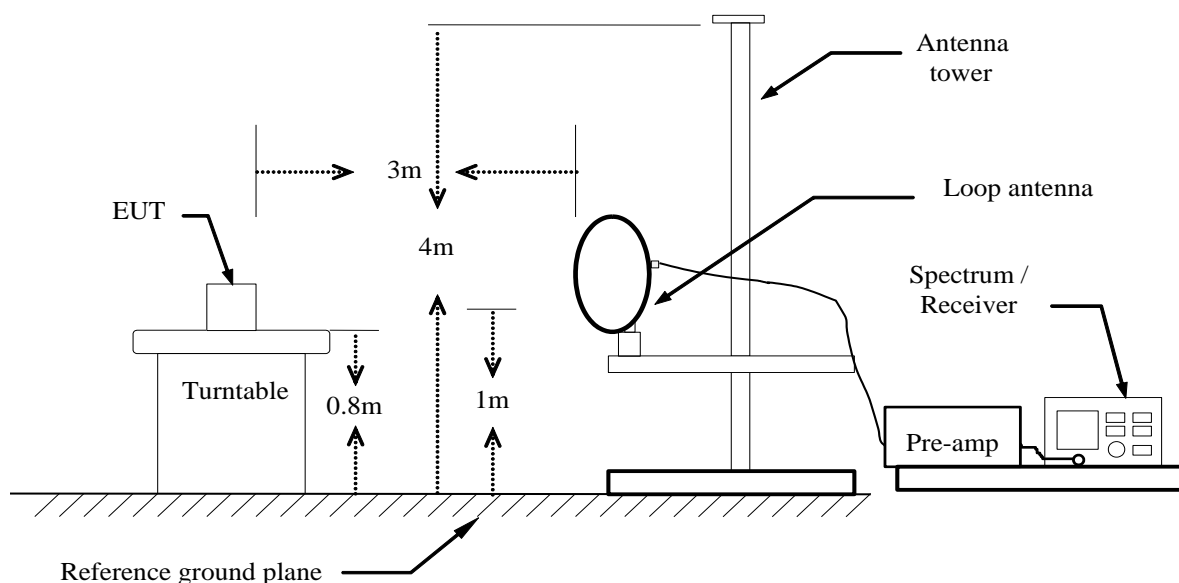 Antenna
tower
3m
Loop antenna
EUT
4m
Spectrum /
Receiver
Turntable
0.8m
1m
Pre-amp
Reference ground plane